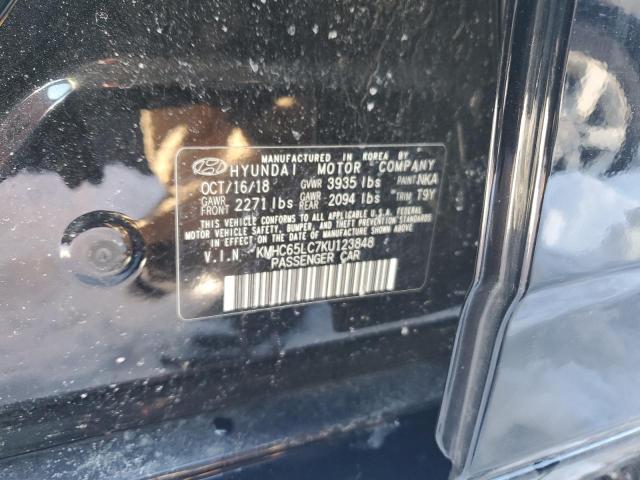 MANUFACTURED IN KOREA BY
HYUNDAI MOTOR COMPANY
OCT/16/18 GVWR 3935 lbs PAINT NKA
GAWR FRONT 2271 lbs GAWR REAR 2094 lbs TRIM T9Y
THIS VEHICLE CONFORMS TO ALL APPLICABLE U.S.A. FEDERAL
MOTOR VEHICLE SAFETY, BUMPER, AND THEFT PREVENTION STANDARDS
IN EFFECT ON THE DATE OF MANUFACTURE SHOWN ABOVE.
V.I.N. KMHC65LC7KU123848
PASSENGER CAR